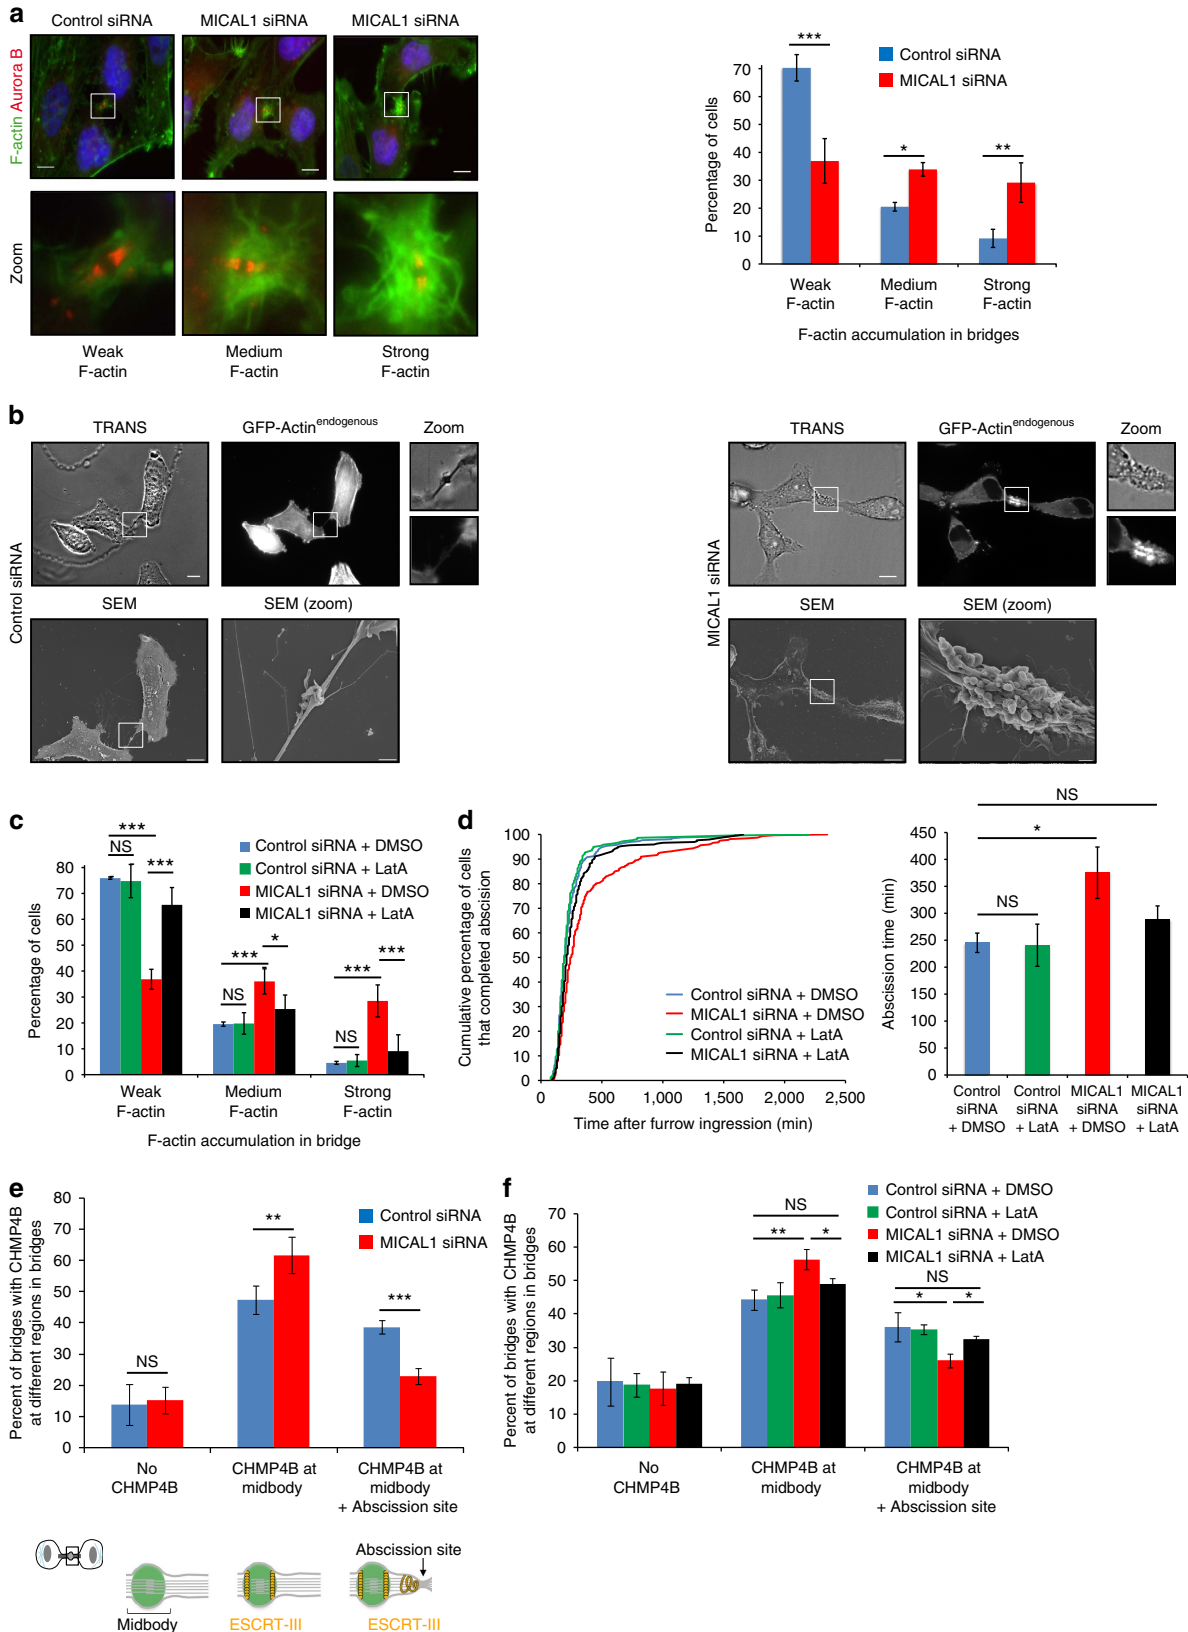 a
Control siRNA
MICAL1 siRNA
MICAL1 siRNA
F-actin Aurora B
Zoom
Weak
F-actin
Medium
F-actin
Strong
F-actin
***
Control siRNA
MICAL1 siRNA
*
**
Percentage of cells
70
60
50
40
30
20
10
0
Weak
F-actin
Medium
F-actin
Strong
F-actin
F-actin accumulation in bridges
b
Control siRNA
TRANS
GFP-Actinendogenous
Zoom
SEM
SEM (zoom)
MICAL1 siRNA
TRANS
GFP-Actinendogenous
Zoom
SEM
SEM (zoom)
c
***
NS
***
Control siRNA + DMSO
Control siRNA + LatA
MICAL1 siRNA + DMSO
MICAL1 siRNA + LatA
***
*
NS
***
***
NS
Percentage of cells
80
70
60
50
40
30
20
10
0
Weak
F-actin
Medium
F-actin
Strong
F-actin
F-actin accumulation in bridge
d
Cumulative percentage of cells
that completed abscision
100
90
80
70
60
50
40
30
20
10
0
Control siRNA + DMSO
MICAL1 siRNA + DMSO
Control siRNA + LatA
MICAL1 siRNA + LatA
0
500
1,000
1,500
2,000
2,500
Time after furrow ingression (min)
NS
*
NS
Abscission time (min)
450
400
350
300
250
200
150
100
50
0
Control
siRNA
+ DMSO
Control
siRNA
+ LatA
MICAL1
siRNA
+ DMSO
MICAL1
siRNA
+ LatA
e
Percent of bridges with CHMP4B
at different regions in bridges
80
70
60
50
40
30
20
10
0
NS
**
***
Control siRNA
MICAL1 siRNA
No
CHMP4B
CHMP4B at
midbody
CHMP4B at
midbody
+ Abscission site
Abscission site
Midbody
ESCRT-III
ESCRT-III
f
Percent of bridges with CHMP4B
at different regions in bridges
70
60
50
40
30
20
10
0
Control siRNA + DMSO
Control siRNA + LatA
MICAL1 siRNA + DMSO
MICAL1 siRNA + LatA
NS
**
*
NS
*
*
No
CHMP4B
CHMP4B at
midbody
CHMP4B at
midbody
+ Abscission site